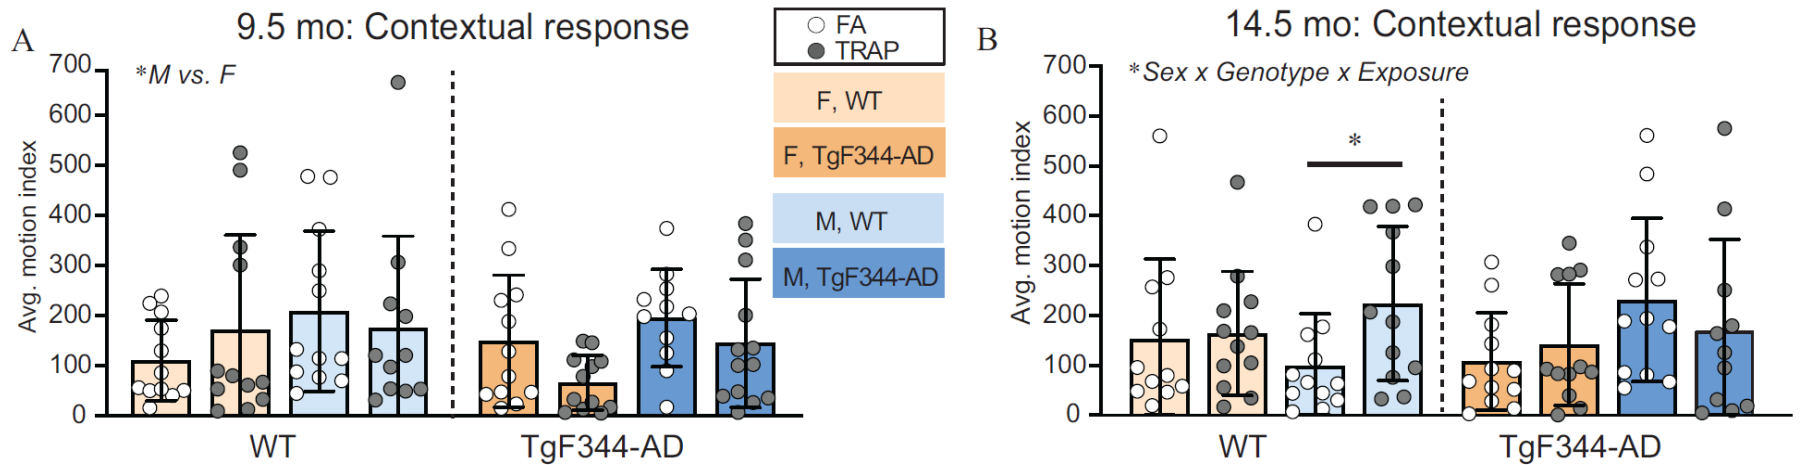 A
9.5 mo: Contextual response
*M vs. F
Avg. motion index
700
600
500
400
300
200
100
0
WT
TgF344-AD
FA
TRAP
F, WT
F, TgF344-AD
M, WT
M, TgF344-AD
B
14.5 mo: Contextual response
*Sex x Genotype x Exposure
*
Avg. motion index
700
600
500
400
300
200
100
0
WT
TgF344-AD